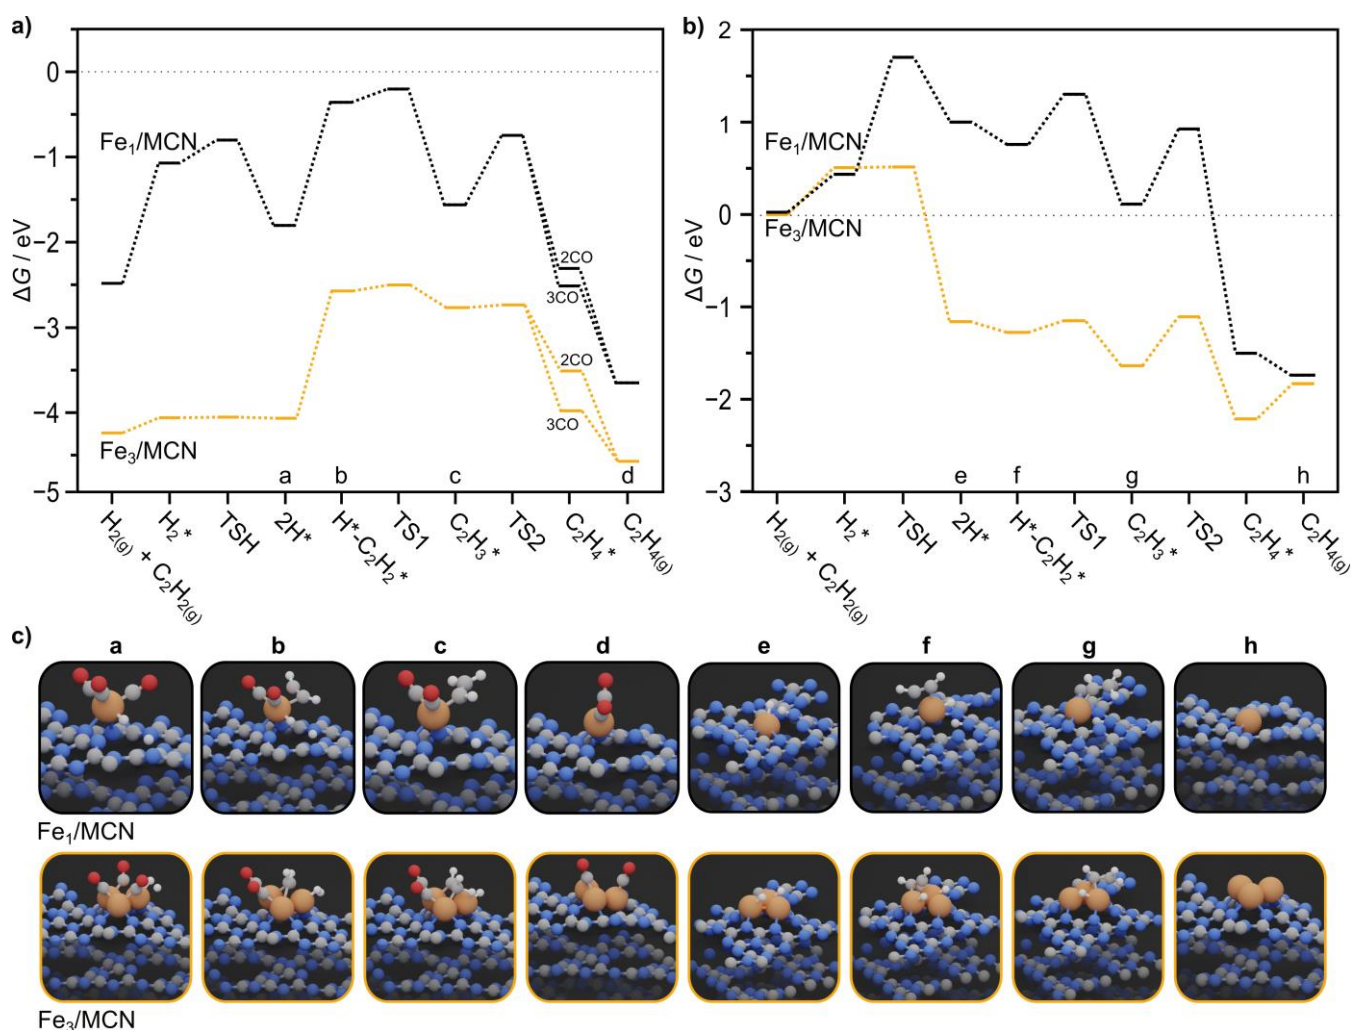 a)
0
−1
−2
−3
−4
−5
ΔG / eV
Fe₁/MCN
Fe₃/MCN
2CO
3CO
2CO
3CO
a b c d
H₂(g) + C₂H₂(g)
H₂*
TSH
2H*
H*-C₂H₂*
TS1
C₂H₃*
TS2
C₂H₄*
C₂H₄(g)
b)
2
1
0
−1
−2
−3
ΔG / eV
Fe₁/MCN
Fe₃/MCN
e f g h
H₂(g) + C₂H₂(g)
H₂*
TSH
2H*
H*-C₂H₂*
TS1
C₂H₃*
TS2
C₂H₄*
C₂H₄(g)
c)
a b c d e f g h
Fe₁/MCN
Fe₃/MCN